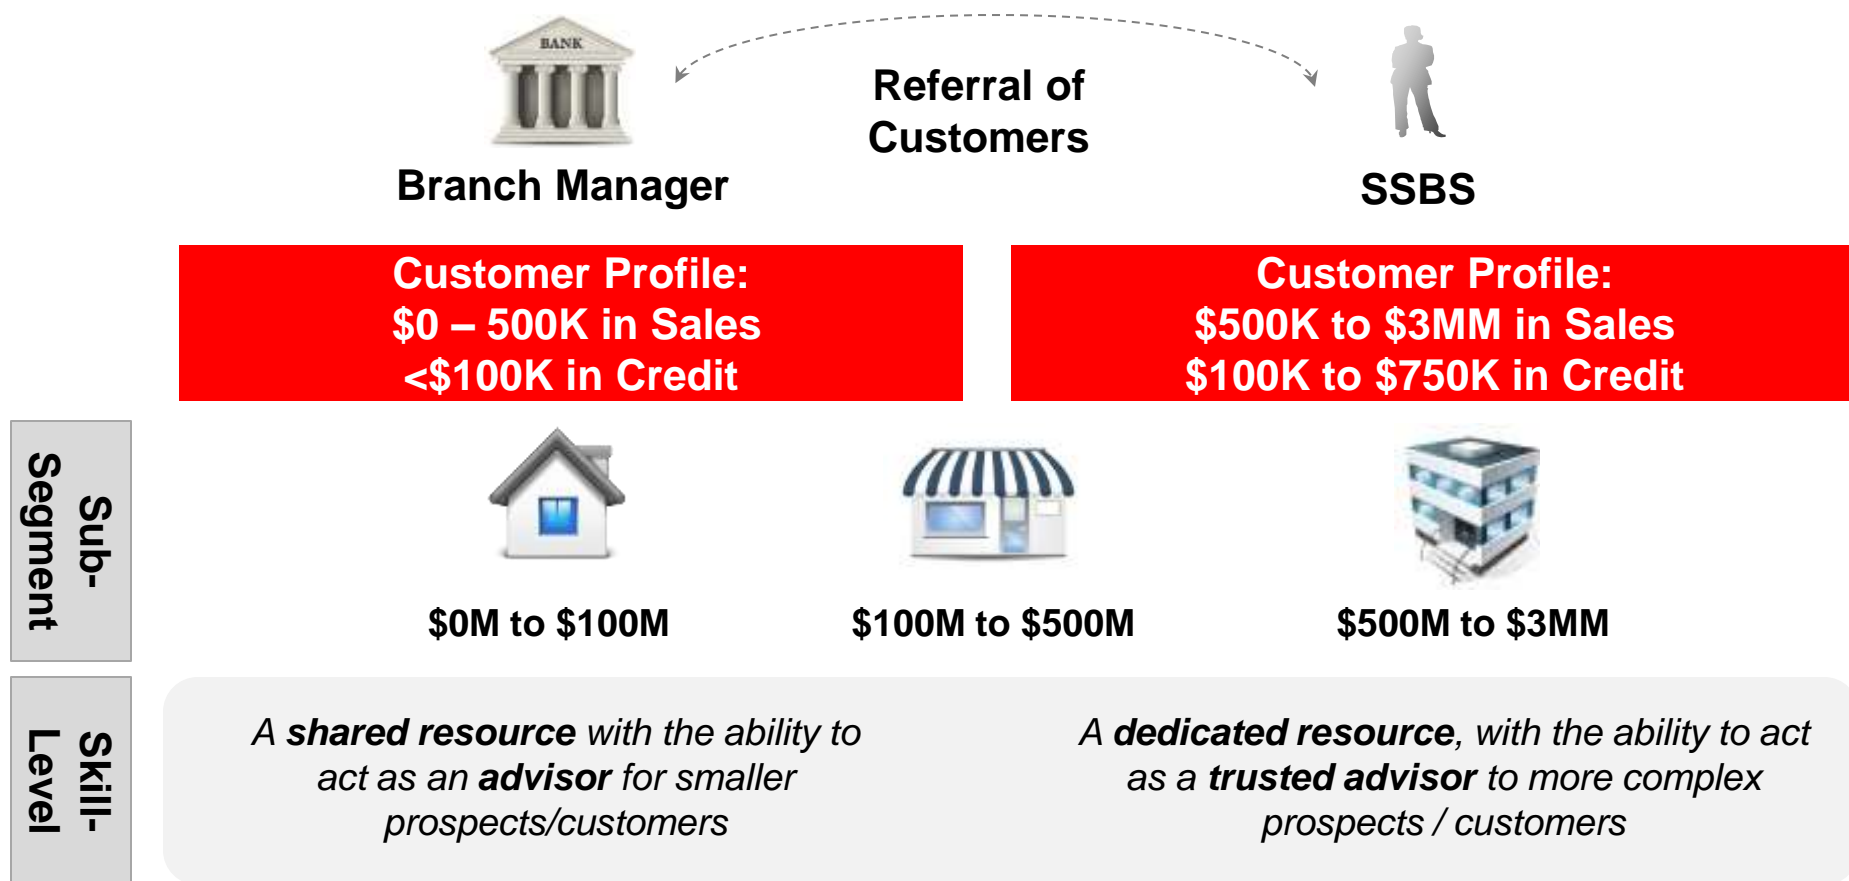 BANK
Referral of
Customers
Branch Manager
SSBS
Customer Profile:
$0 – 500K in Sales
<$100K in Credit
Customer Profile:
$500K to $3MM in Sales
$100K to $750K in Credit
Sub-
Segment
$0M to $100M
$100M to $500M
$500M to $3MM
Skill-
Level
A shared resource with the ability to
act as an advisor for smaller
prospects/customers
A dedicated resource, with the ability to act
as a trusted advisor to more complex
prospects / customers